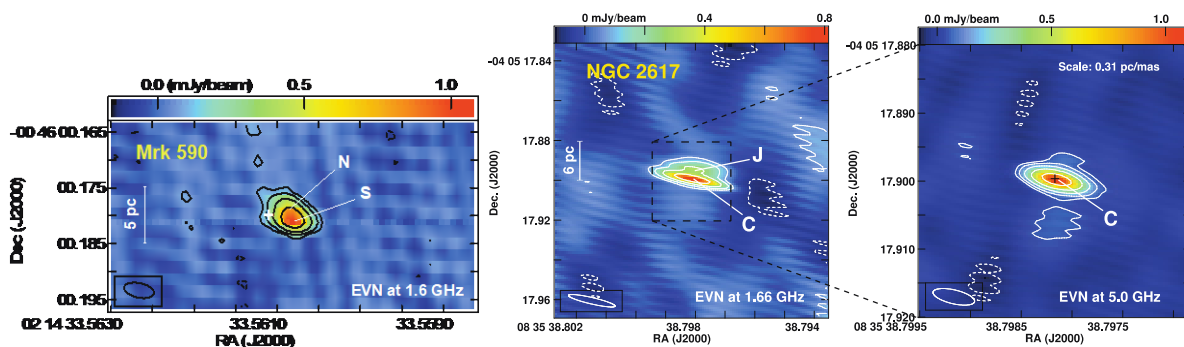 0.0 (mJy/beam) 0.5 1.0
-00 46 00.165
00.175
00.185
00.195
Dec (J2000)
Mrk 590
N
S
5 pc
EVN at 1.6 GHz
02 14 33.5630 33.5610 33.5590
RA (J2000)
0 mJy/beam 0.4 0.8
-04 05 17.84
17.88
17.92
17.96
Dec. (J2000)
NGC 2617
J
C
6 pc
EVN at 1.66 GHz
08 35 38.802 38.798 38.794
RA (J2000)
0.0 mJy/beam 0.5 1.0
-04 05 17.880
17.890
17.900
17.910
17.920
Dec. (J2000)
Scale: 0.31 pc/mas
C
EVN at 5.0 GHz
08 35 38.7995 38.7985 38.7975
RA (J2000)